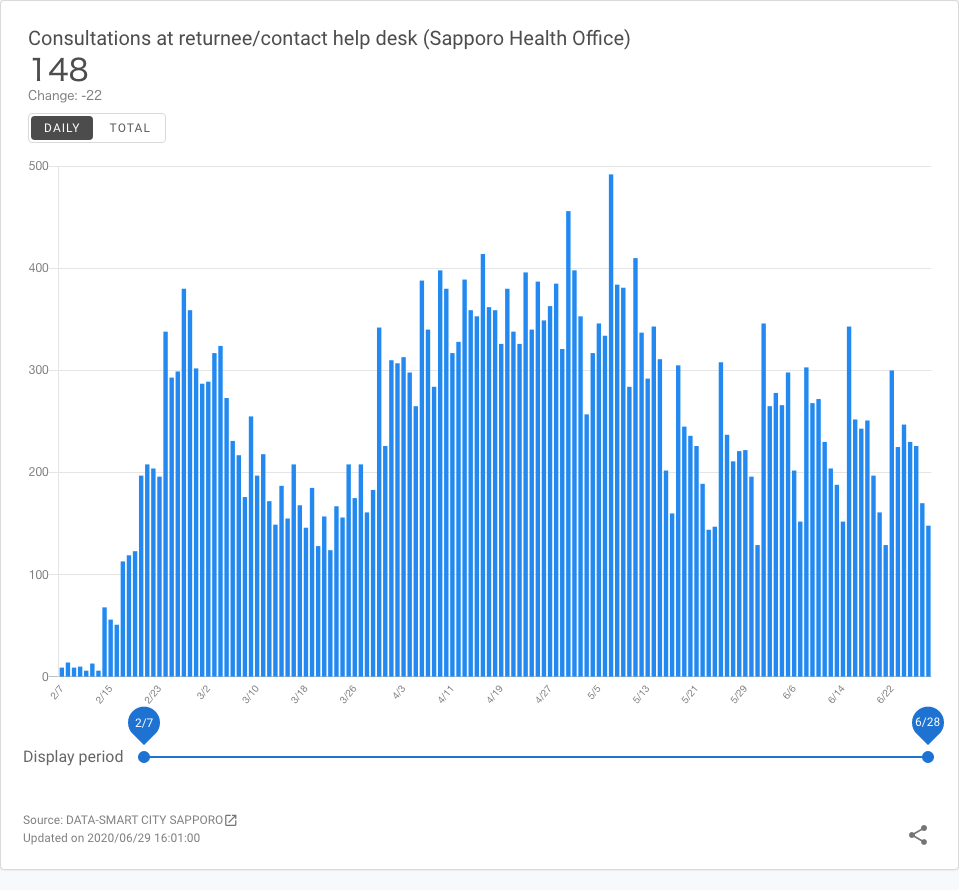 Consultations at returnee/contact help desk (Sapporo Health Office)
148
Change: -22
DAILY TOTAL
500
400
300
200
100
0
2/7 2/15 2/23 3/2 3/10 3/18 3/26 4/3 4/11 4/19 4/27 5/5 5/13 5/21 5/29 6/6 6/14 6/22
2/7 6/28
Display period
Source: DATA-SMART CITY SAPPORO
Updated on 2020/06/29 16:01:00